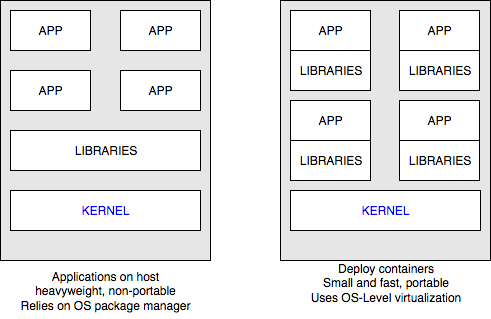 APP APP
APP APP
LIBRARIES
KERNEL
Applications on host
heavyweight, non-portable
Relies on OS package manager
APP APP
LIBRARIES LIBRARIES
APP APP
LIBRARIES LIBRARIES
KERNEL
Deploy containers
Small and fast, portable
Uses OS-Level virtualization